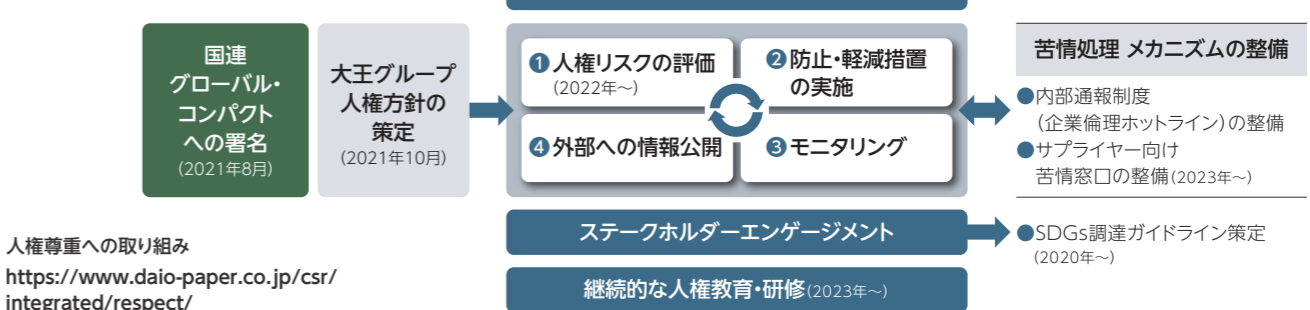 国連
グローバル・
コンパクト
への署名
(2021年8月)
大王グループ
人権方針の
策定
(2021年10月)
❶人権リスクの評価
(2022年～)
❷防止・軽減措置
の実施
❹外部への情報公開
❸モニタリング
苦情処理 メカニズムの整備
●内部通報制度
(企業倫理ホットライン)の整備
●サプライヤー向け
苦情窓口の整備(2023年～)
ステークホルダーエンゲージメント
●SDGs調達ガイドライン策定
(2020年～)
継続的な人権教育・研修(2023年～)
人権尊重への取り組み
https://www.daio-paper.co.jp/csr/
integrated/respect/